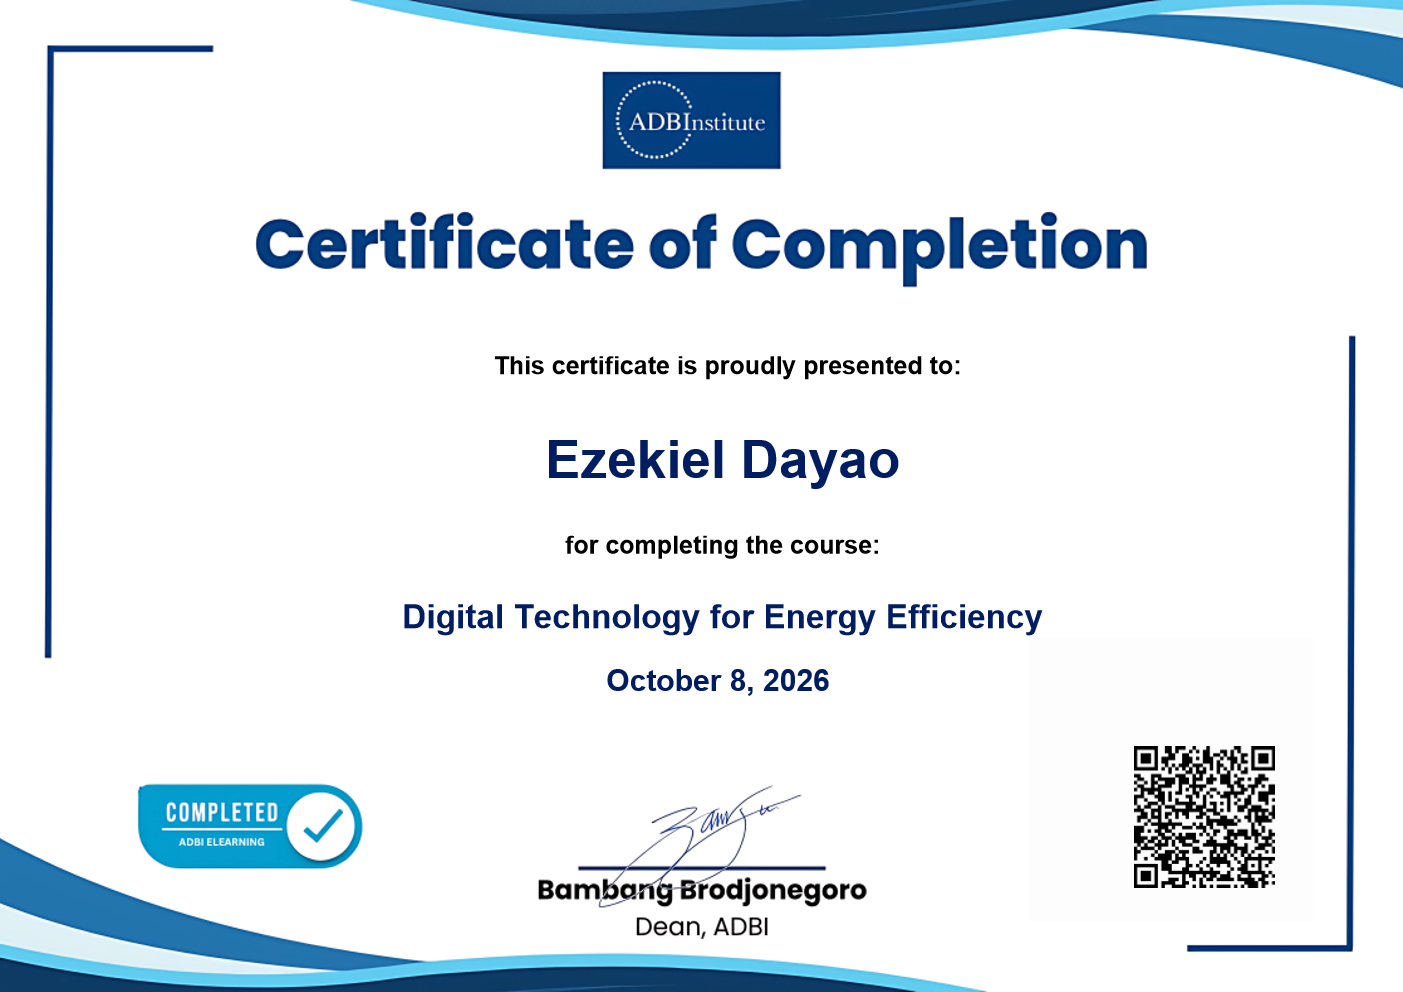 ADBInstitute
Certificate of Completion
This certificate is proudly presented to:
Ezekiel Dayao
for completing the course:
Digital Technology for Energy Efficiency
October 8, 2026
COMPLETED
ADBI ELEARNING
Bambang Brodjonegoro
Dean, ADBI